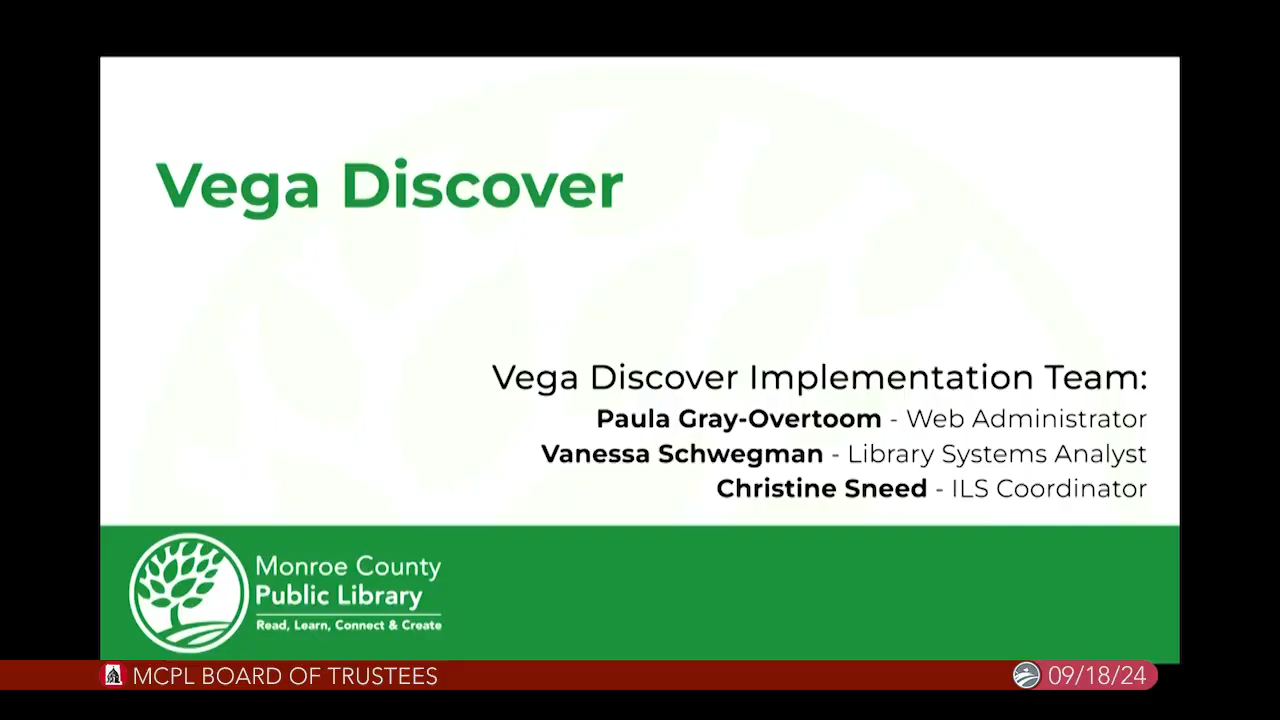 Vega Discover
Vega Discover Implementation Team:
Paula Gray-Overtoom - Web Administrator
Vanessa Schwegman - Library Systems Analyst
Christine Sneed - ILS Coordinator
Monroe County
Public Library
Read, Learn, Connect & Create
MCPL BOARD OF TRUSTEES
09/18/24